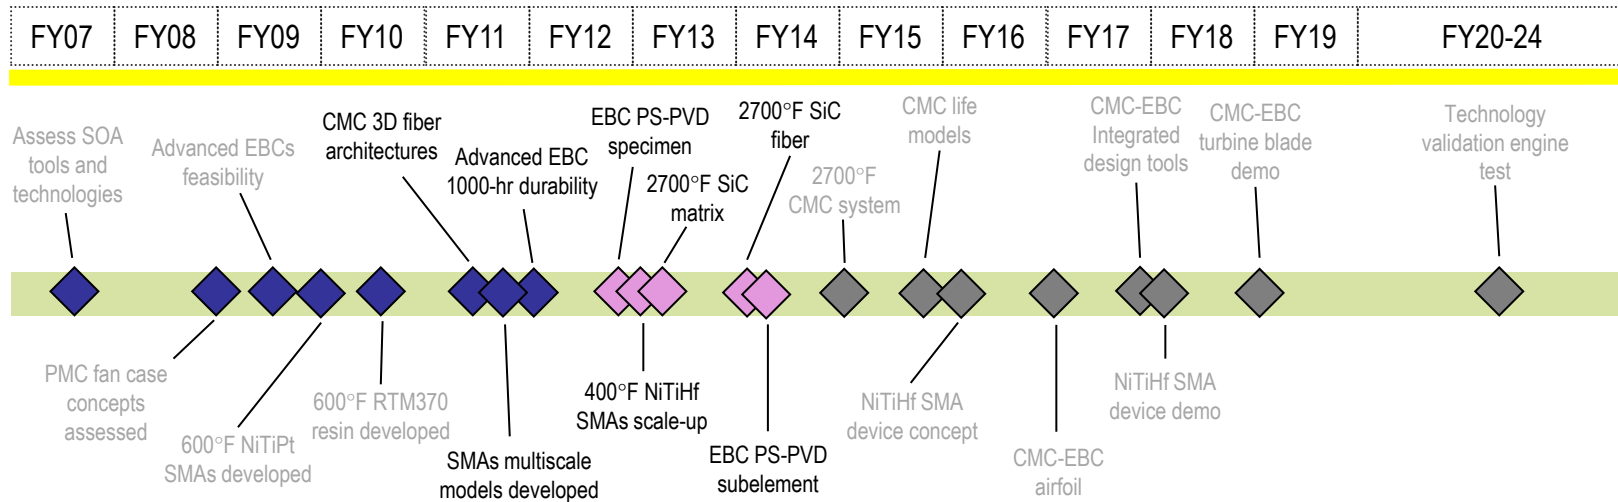 FY07
FY08
FY09
FY10
FY11
FY12
FY13
FY14
FY15
FY16
FY17
FY18
FY19
FY20-24
Assess SOA
tools and
technologies
Advanced EBCs
feasibility
CMC 3D fiber
architectures
Advanced EBC
1000-hr durability
EBC PS-PVD
specimen
2700°F SiC
matrix
2700°F SiC
fiber
2700°F
CMC system
CMC life
models
CMC-EBC
Integrated
design tools
CMC-EBC
turbine blade
demo
Technology
validation engine
test
PMC fan case
concepts
assessed
600°F NiTiPt
SMAs developed
600°F RTM370
resin developed
SMAs multiscale
models developed
400°F NiTiHf
SMAs scale-up
EBC PS-PVD
subelement
NiTiHf SMA
device concept
CMC-EBC
airfoil
NiTiHf SMA
device demo